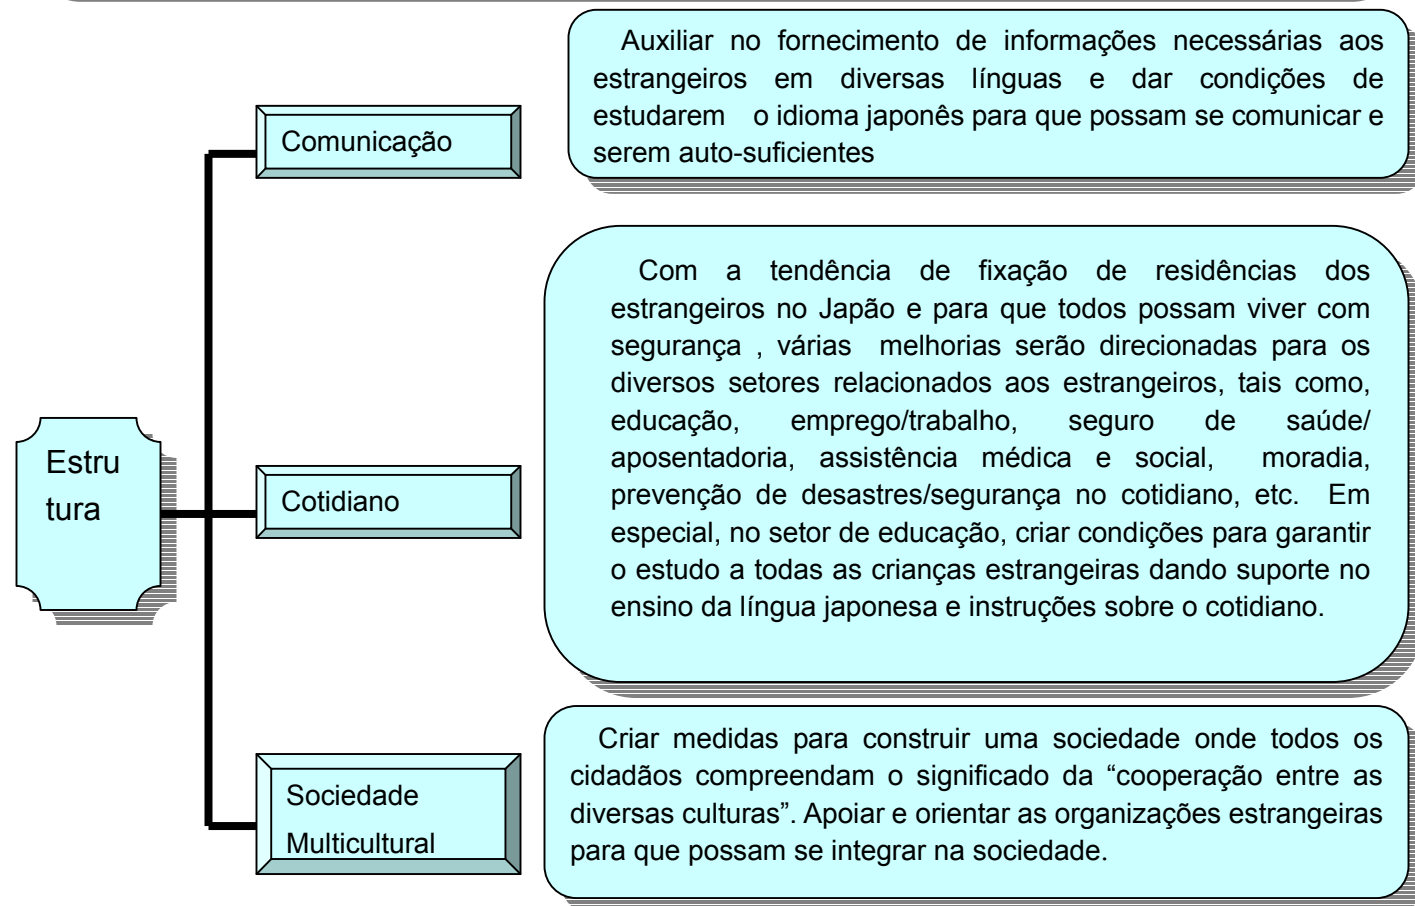 Auxiliar no fornecimento de informações necessárias aos
estrangeiros em diversas línguas e dar condições de
estudarem o idioma japonês para que possam se comunicar e
serem auto-suficientes
Comunicação
Com a tendência de fixação de residências dos
estrangeiros no Japão e para que todos possam viver com
segurança , várias melhorias serão direcionadas para os
diversos setores relacionados aos estrangeiros, tais como,
educação, emprego/trabalho, seguro de saúde/
aposentadoria, assistência médica e social, moradia,
prevenção de desastres/segurança no cotidiano, etc. Em
especial, no setor de educação, criar condições para garantir
o estudo a todas as crianças estrangeiras dando suporte no
ensino da língua japonesa e instruções sobre o cotidiano.
Estru
tura
Cotidiano
Criar medidas para construir uma sociedade onde todos os
cidadãos compreendam o significado da “cooperação entre as
diversas culturas”. Apoiar e orientar as organizações estrangeiras
para que possam se integrar na sociedade.
Sociedade
Multicultural